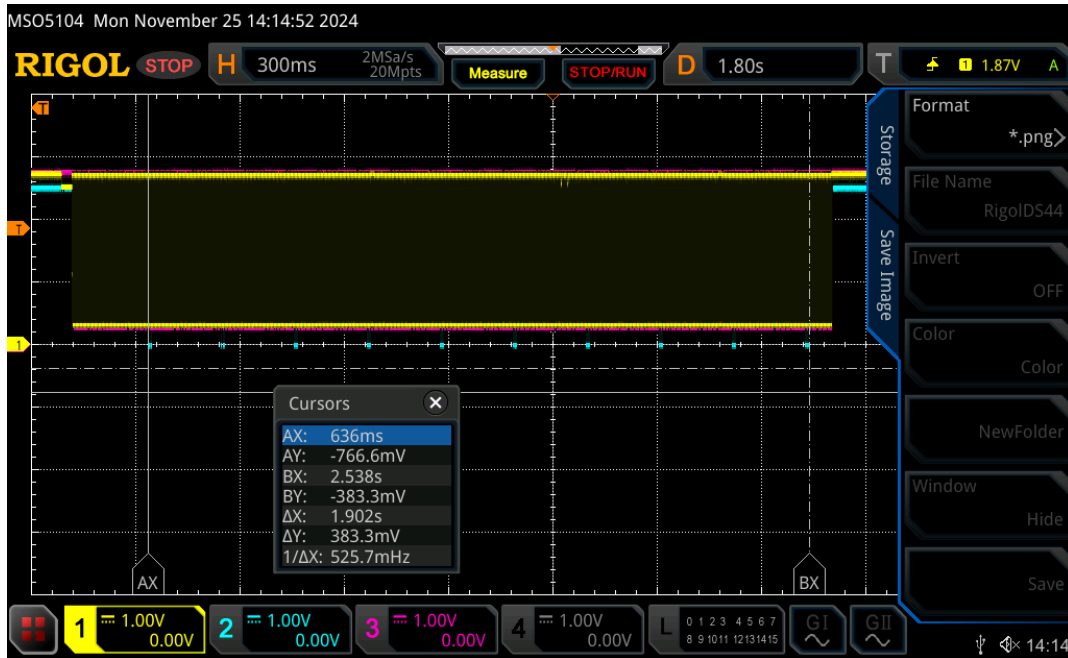 MSO5104 Mon November 25 14:14:52 2024
RIGOL STOP H 300ms 2MSa/s 20Mpts Measure STOP/RUN D 1.80s T 1 1.87V A
T
Storage
Save Image
Format
*.png
File Name
RigolDS44
Invert
OFF
Color
Color
NewFolder
Window
Hide
Save
T
1
Cursors
AX: 636ms
AY: -766.6mV
BX: 2.538s
BY: -383.3mV
ΔX: 1.902s
ΔY: 383.3mV
1/ΔX: 525.7mHz
AX
BX
1 1.00V 0.00V
2 1.00V 0.00V
3 1.00V 0.00V
4 1.00V 0.00V
L 0 1 2 3 4 5 6 7
8 9 10 11 12 13 14 15
GI
GII
14:14